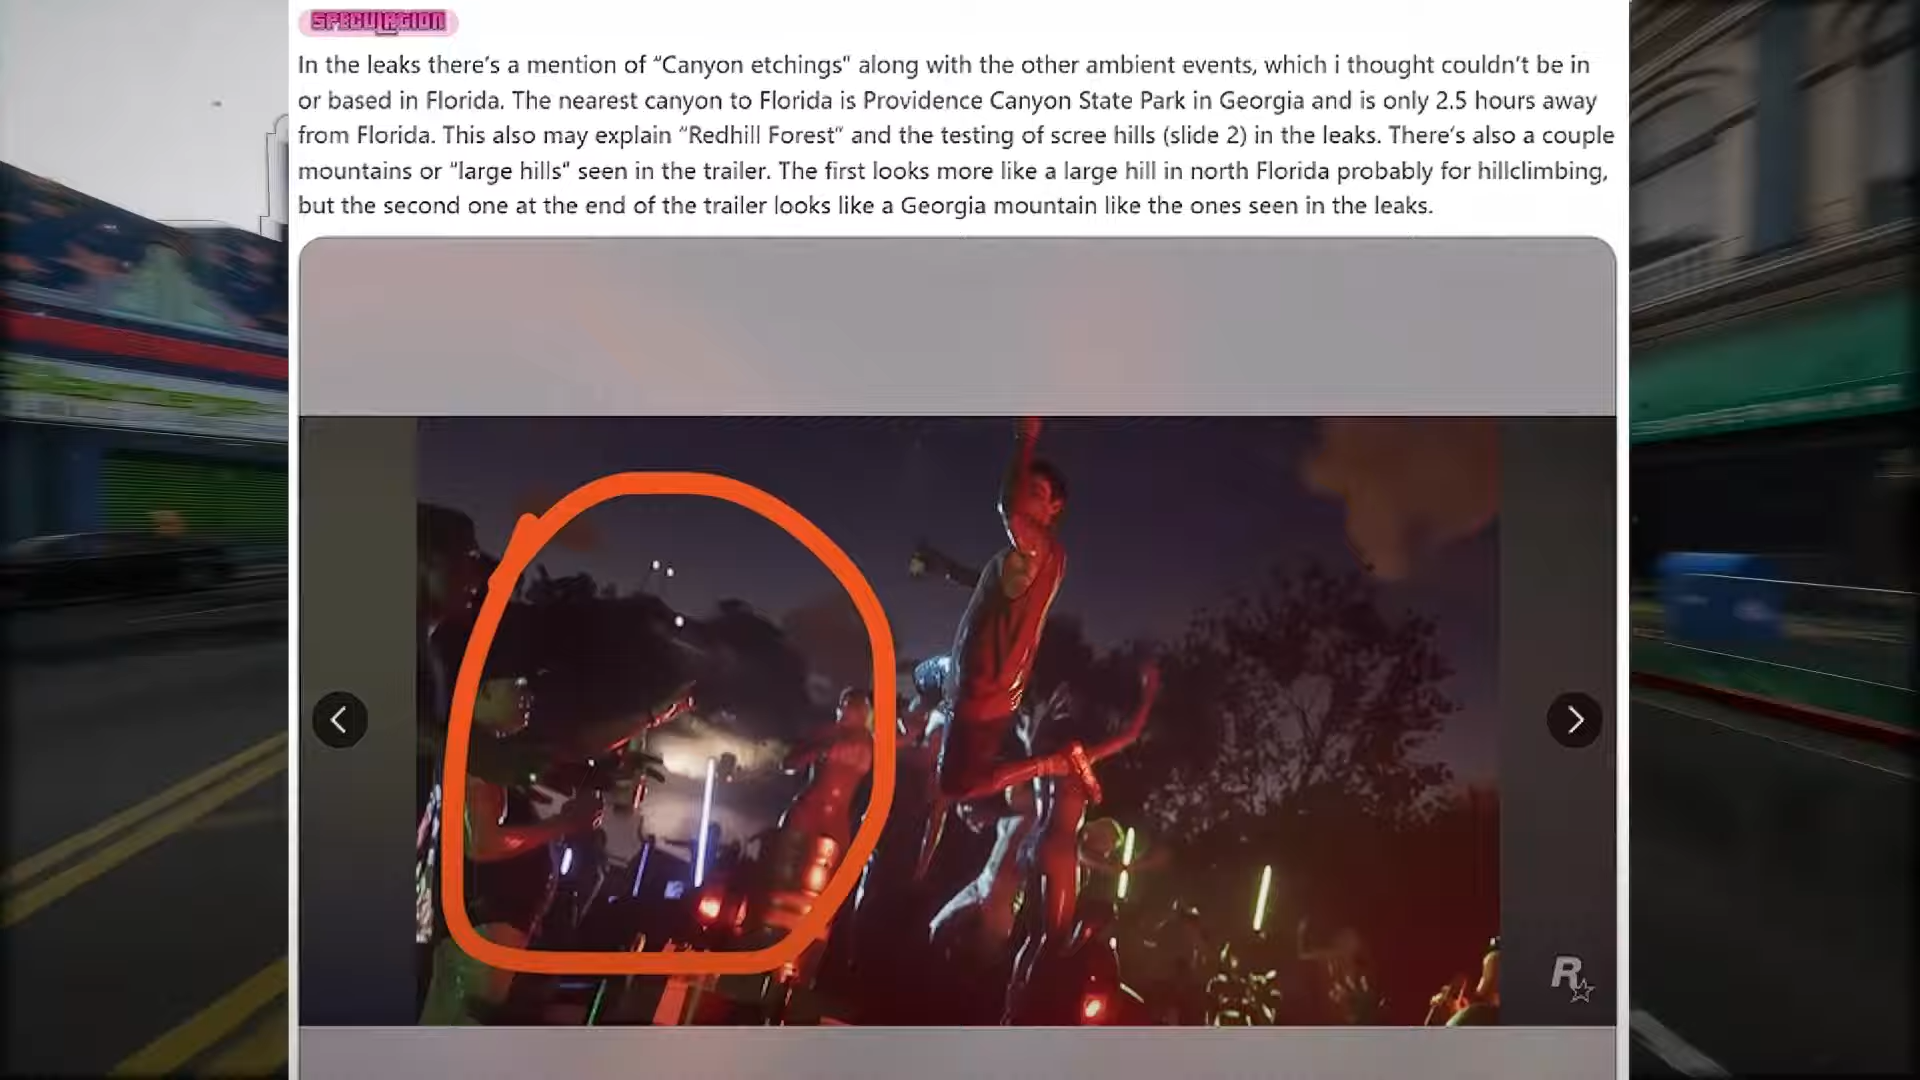 SPECULATION
In the leaks there's a mention of “Canyon etchings” along with the other ambient events, which i thought couldn't be in
or based in Florida. The nearest canyon to Florida is Providence Canyon State Park in Georgia and is only 2.5 hours away
from Florida. This also may explain “Redhill Forest” and the testing of scree hills (slide 2) in the leaks. There's also a couple
mountains or “large hills” seen in the trailer. The first looks more like a large hill in north Florida probably for hillclimbing,
but the second one at the end of the trailer looks like a Georgia mountain like the ones seen in the leaks.
R